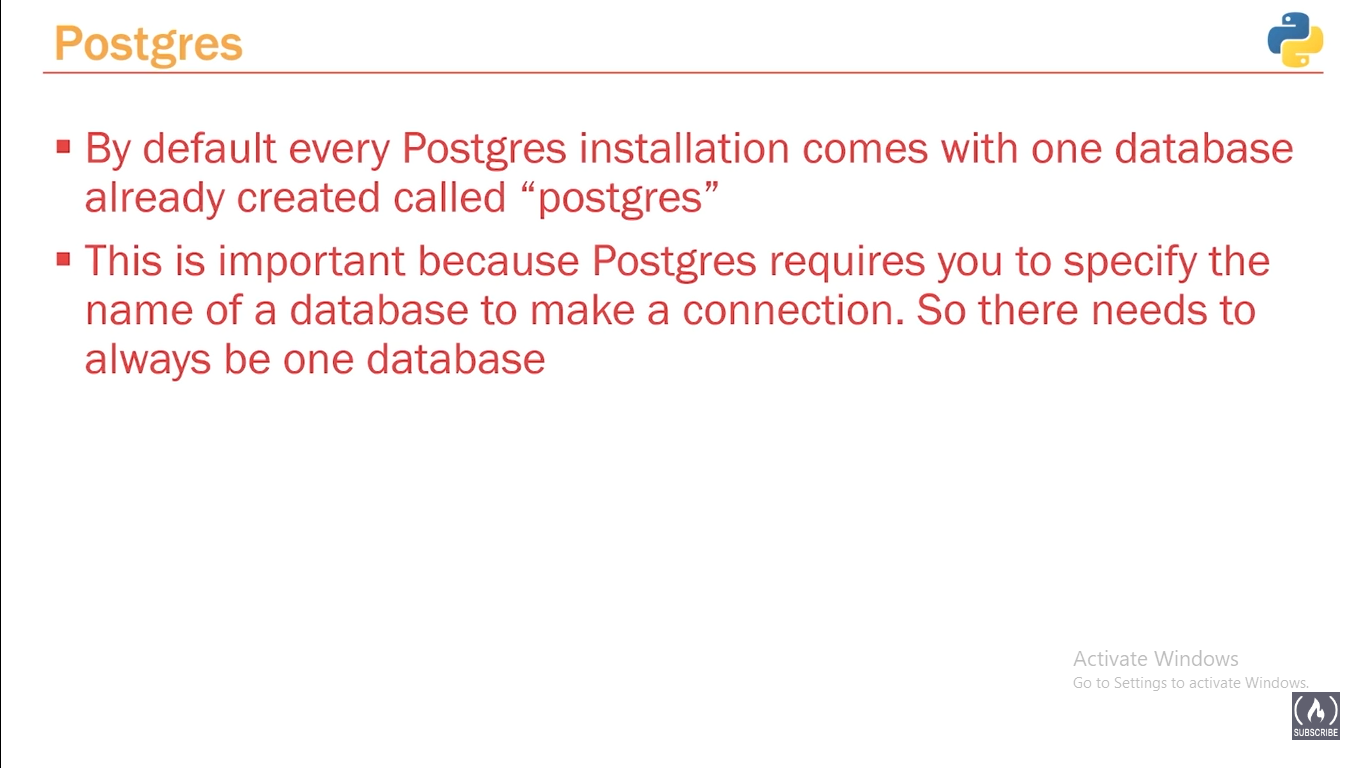 Postgres
By default every Postgres installation comes with one database
already created called “postgres”
This is important because Postgres requires you to specify the
name of a database to make a connection. So there needs to
always be one database
Activate Windows
Go to Settings to activate Windows.
SUBSCRIBE